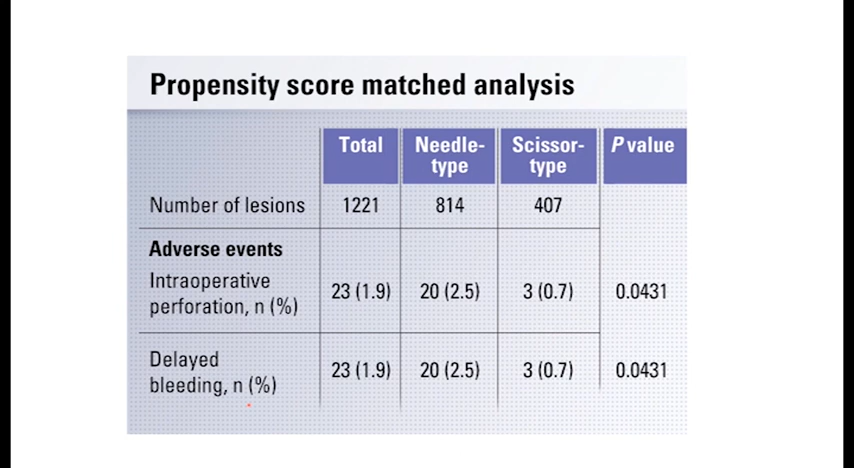 Propensity score matched analysis
Total Needle-type Scissor-type P value
Number of lesions 1221 814 407
Adverse events
Intraoperative perforation, n (%) 23 (1.9) 20 (2.5) 3 (0.7) 0.0431
Delayed bleeding, n (%) 23 (1.9) 20 (2.5) 3 (0.7) 0.0431